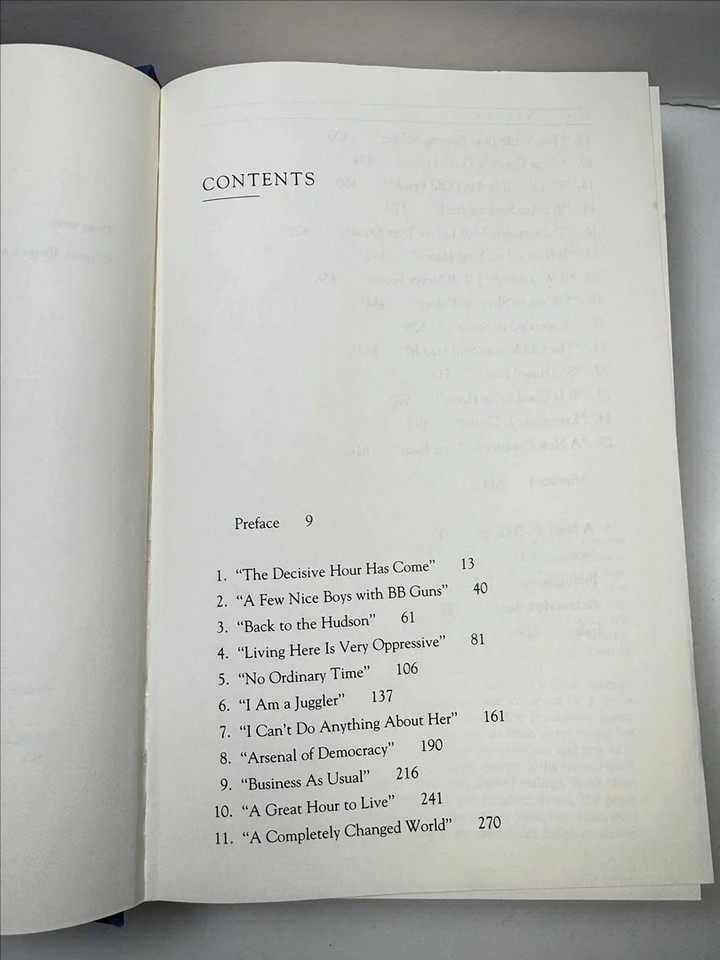 CONTENTS
Preface 9
1. “The Decisive Hour Has Come” 13
2. “A Few Nice Boys with BB Guns” 40
3. “Back to the Hudson” 61
4. “Living Here Is Very Oppressive” 81
5. “No Ordinary Time” 106
6. “I Am a Juggler” 137
7. “I Can’t Do Anything About Her” 161
8. “Arsenal of Democracy” 190
9. “Business As Usual” 216
10. “A Great Hour to Live” 241
11. “A Completely Changed World” 270